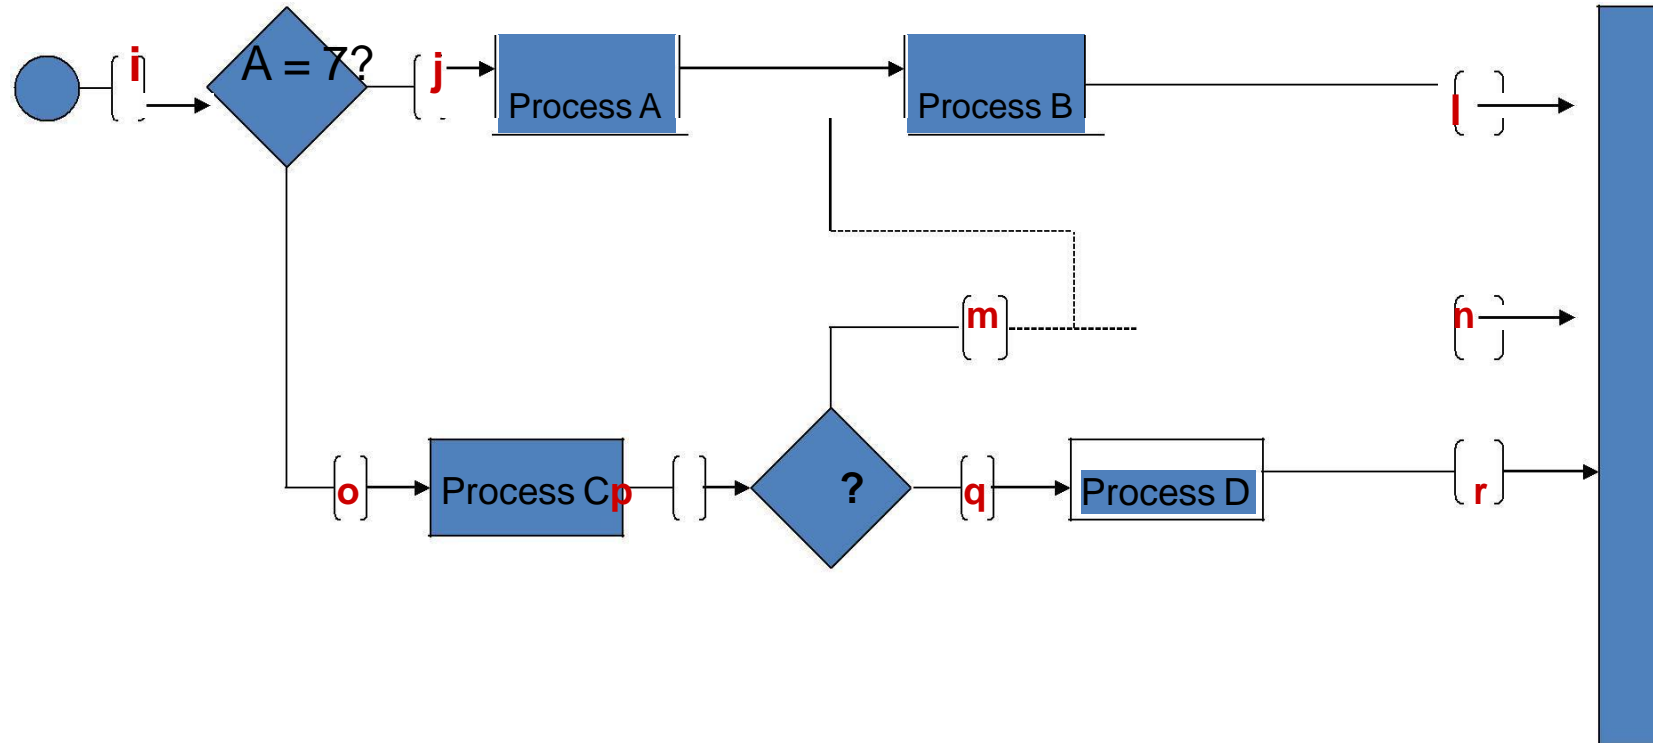 i
A = 7?
j
Process A
Process B
l
m
n
o
Process C
p
?
q
Process D
r